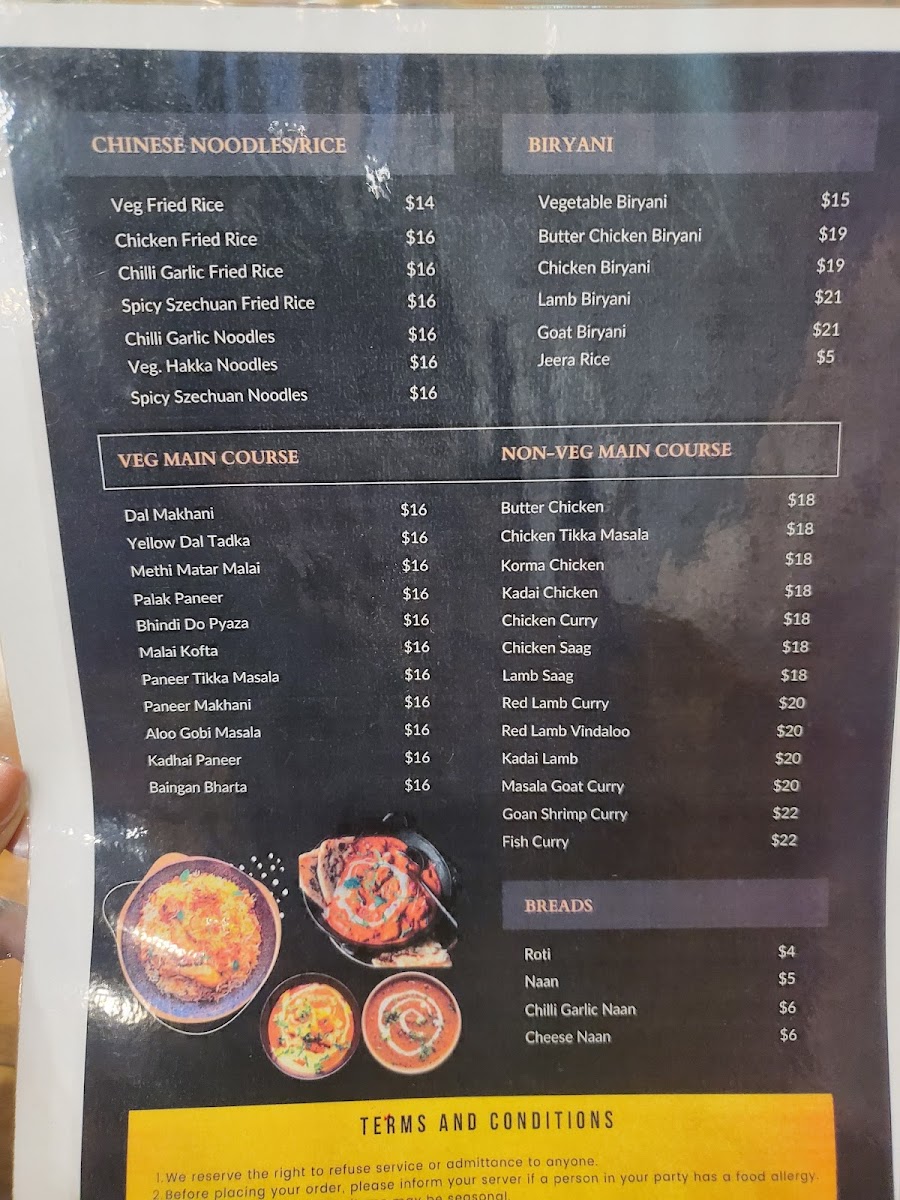 CHINESE NOODLES/RICE
Veg Fried Rice $14
Chicken Fried Rice $16
Chilli Garlic Fried Rice $16
Spicy Szechuan Fried Rice $16
Chilli Garlic Noodles $16
Veg. Hakka Noodles $16
Spicy Szechuan Noodles $16
BIRYANI
Vegetable Biryani $15
Butter Chicken Biryani $19
Chicken Biryani $19
Lamb Biryani $21
Goat Biryani $21
Jeera Rice $5
VEG MAIN COURSE
Dal Makhani $16
Yellow Dal Tadka $16
Methi Matar Malai $16
Palak Paneer $16
Bhindi Do Pyaza $16
Malai Kofta $16
Paneer Tikka Masala $16
Paneer Makhani $16
Aloo Gobi Masala $16
Kadhai Paneer $16
Baingan Bharta $16
NON-VEG MAIN COURSE
Butter Chicken $18
Chicken Tikka Masala $18
Korma Chicken $18
Kadai Chicken $18
Chicken Curry $18
Chicken Saag $18
Lamb Saag $18
Red Lamb Curry $20
Red Lamb Vindaloo $20
Kadai Lamb $20
Masala Goat Curry $20
Goan Shrimp Curry $22
Fish Curry $22
BREADS
Roti $4
Naan $5
Chilli Garlic Naan $6
Cheese Naan $6
TERMS AND CONDITIONS
1.We reserve the right to refuse service or admittance to anyone.
2.Before placing your order, please inform your server if a person in your party has a food allergy.
may be seasonal.